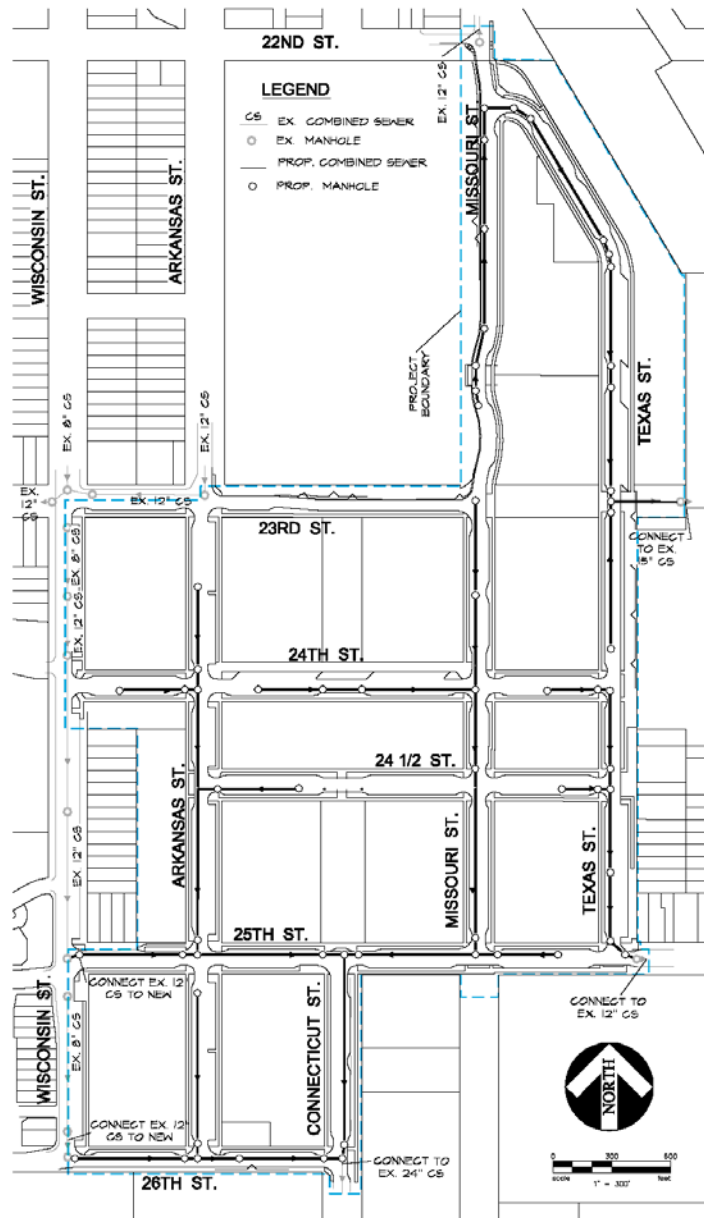 22ND ST.
LEGEND
CS EX. COMBINED SEWER
EX. MANHOLE
PROP. COMBINED SEWER
PROP. MANHOLE
EX. 12" CS
MISSOURI ST.
WISCONSIN ST.
ARKANSAS ST.
PROJECT
BOUNDARY
TEXAS ST.
EX. 8" CS
EX. 12" CS
EX.
12"
CS
EX. 12" CS
23RD ST.
CONNECT
TO EX.
CS
EX. 12" CS
EX. 8" CS
24TH ST.
24 1/2 ST.
ARKANSAS ST.
MISSOURI ST.
TEXAS ST.
EX. 12" CS
25TH ST.
CONNECT EX. 12"
CS TO NEW
CONNECT TO
EX. 12" CS
WISCONSIN ST.
EX. 8" CS
CONNECTICUT ST.
NORTH
CONNECT EX. 12"
CS TO NEW
CONNECT TO
EX. 24" CS
26TH ST.
0 300 600
scale 1" = 300' feet